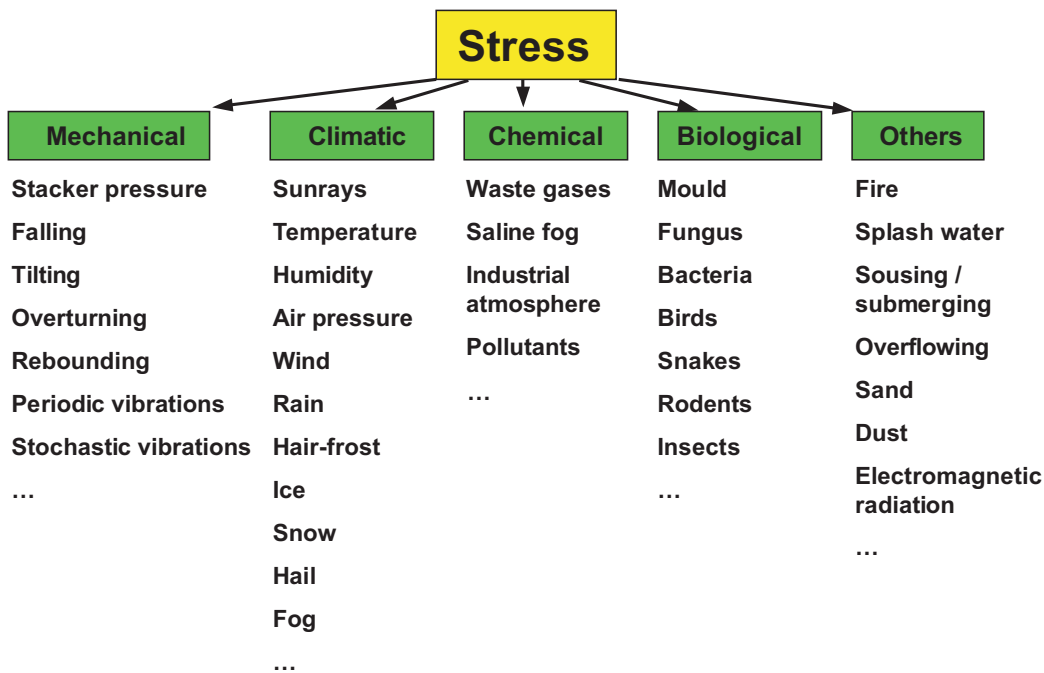 Stress
Mechanical
Stacker pressure
Falling
Tilting
Overturning
Rebounding
Periodic vibrations
Stochastic vibrations
…
Climatic
Sunrays
Temperature
Humidity
Air pressure
Wind
Rain
Hair-frost
Ice
Snow
Hail
Fog
…
Chemical
Waste gases
Saline fog
Industrial
atmosphere
Pollutants
…
Biological
Mould
Fungus
Bacteria
Birds
Snakes
Rodents
Insects
…
Others
Fire
Splash water
Sousing /
submerging
Overflowing
Sand
Dust
Electromagnetic
radiation
…